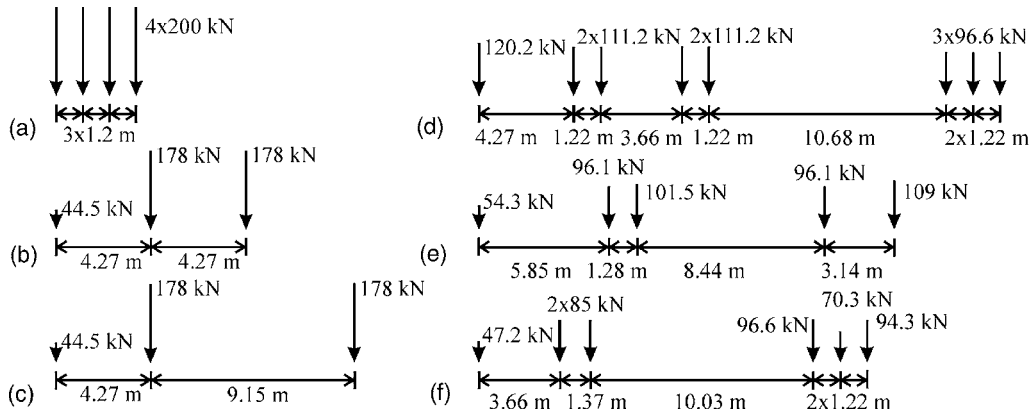 4x200 kN
(a)
3x1.2 m
178 kN
178 kN
44.5 kN
(b)
4.27 m
4.27 m
178 kN
178 kN
44.5 kN
(c)
4.27 m
9.15 m
120.2 kN
2x111.2 kN
2x111.2 kN
3x96.6 kN
(d)
4.27 m
1.22 m
3.66 m
1.22 m
10.68 m
2x1.22 m
54.3 kN
96.1 kN
101.5 kN
96.1 kN
109 kN
(e)
5.85 m
1.28 m
8.44 m
3.14 m
47.2 kN
2x85 kN
96.6 kN
70.3 kN
94.3 kN
(f)
3.66 m
1.37 m
10.03 m
2x1.22 m